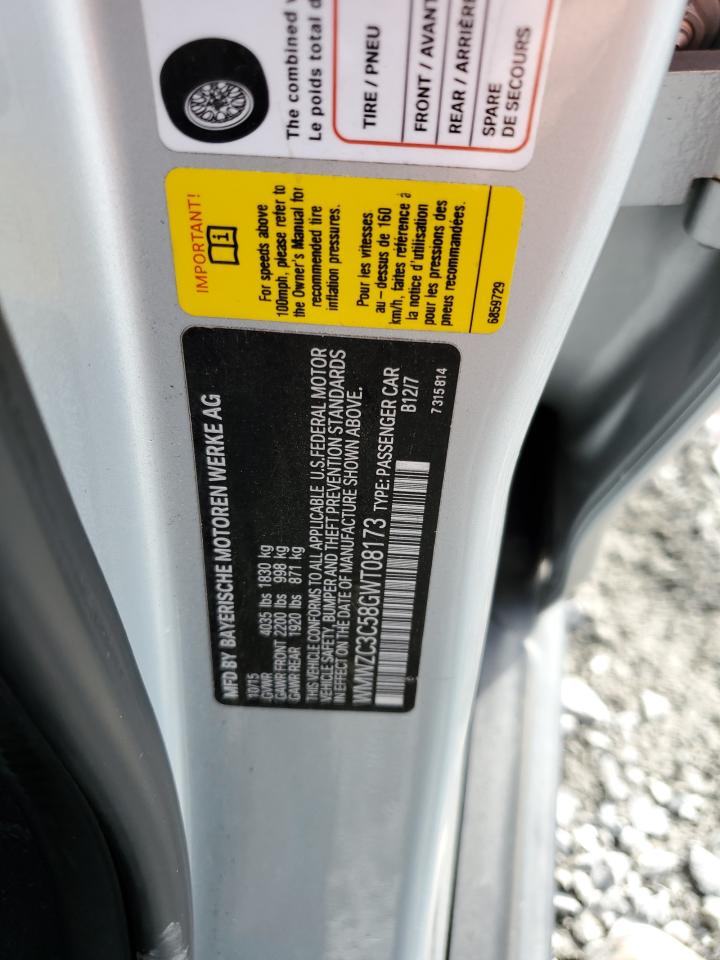 The combined
Le poids total d
TIRE / PNEU
FRONT / AVANT
REAR / ARRIÈRE
SPARE
DE SECOURS
IMPORTANT!
For speeds above
100mph, please refer to
the Owner's Manual for
recommended tire
inflation pressures.
Pour les vitesses
au - dessus de 160
km/h, faites référence à
la notice d'utilisation
pour les pressions des
pneus recommandées.
6859729
MFD BY BAYERISCHE MOTOREN WERKE AG
10/15
GVWR 4035 lbs 1830 kg
GAWR FRONT 2200 lbs 998 kg
GAWR REAR 1920 lbs 871 kg
THIS VEHICLE CONFORMS TO ALL APPLICABLE U.S.FEDERAL MOTOR
VEHICLE SAFETY, BUMPER AND THEFT PREVENTION STANDARDS
IN EFFECT ON THE DATE OF MANUFACTURE SHOWN ABOVE.
WMWZC3C58GWT08173 TYPE: PASSENGER CAR
B12/7
7315814